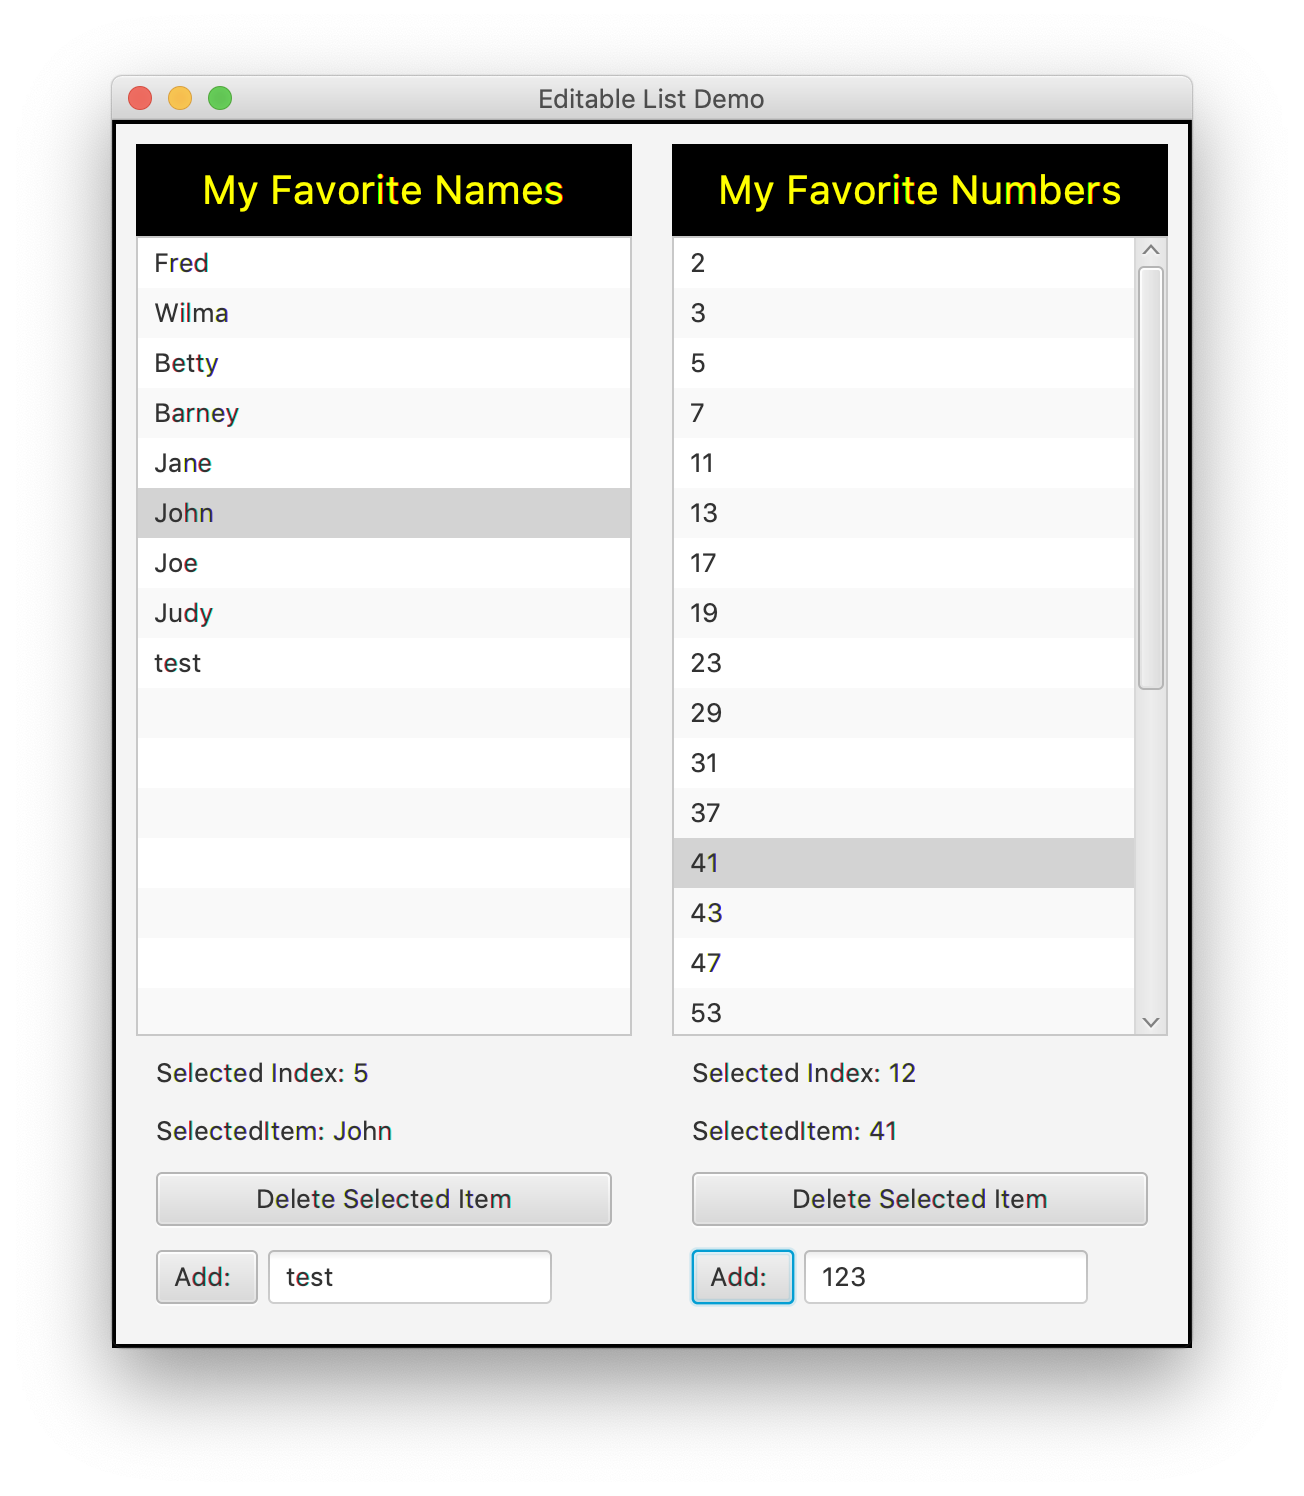 Editable List Demo
My Favorite Names
Fred
Wilma
Betty
Barney
Jane
John
Joe
Judy
test
Selected Index: 5
SelectedItem: John
Delete Selected Item
Add: test
My Favorite Numbers
2
3
5
7
11
13
17
19
23
29
31
37
41
43
47
53
Selected Index: 12
SelectedItem: 41
Delete Selected Item
Add: 123